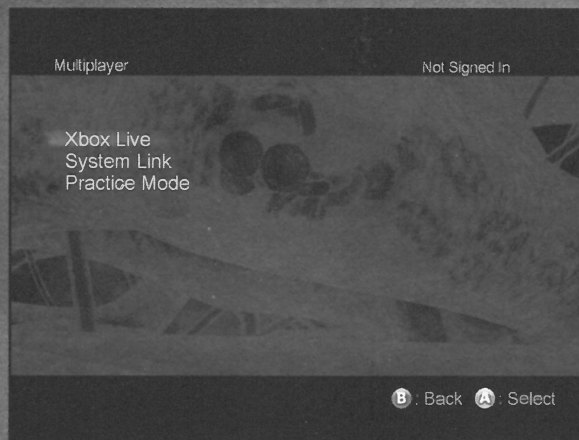 Multiplayer
Not Signed In
Xbox Live
System Link
Practice Mode
B : Back A : Select